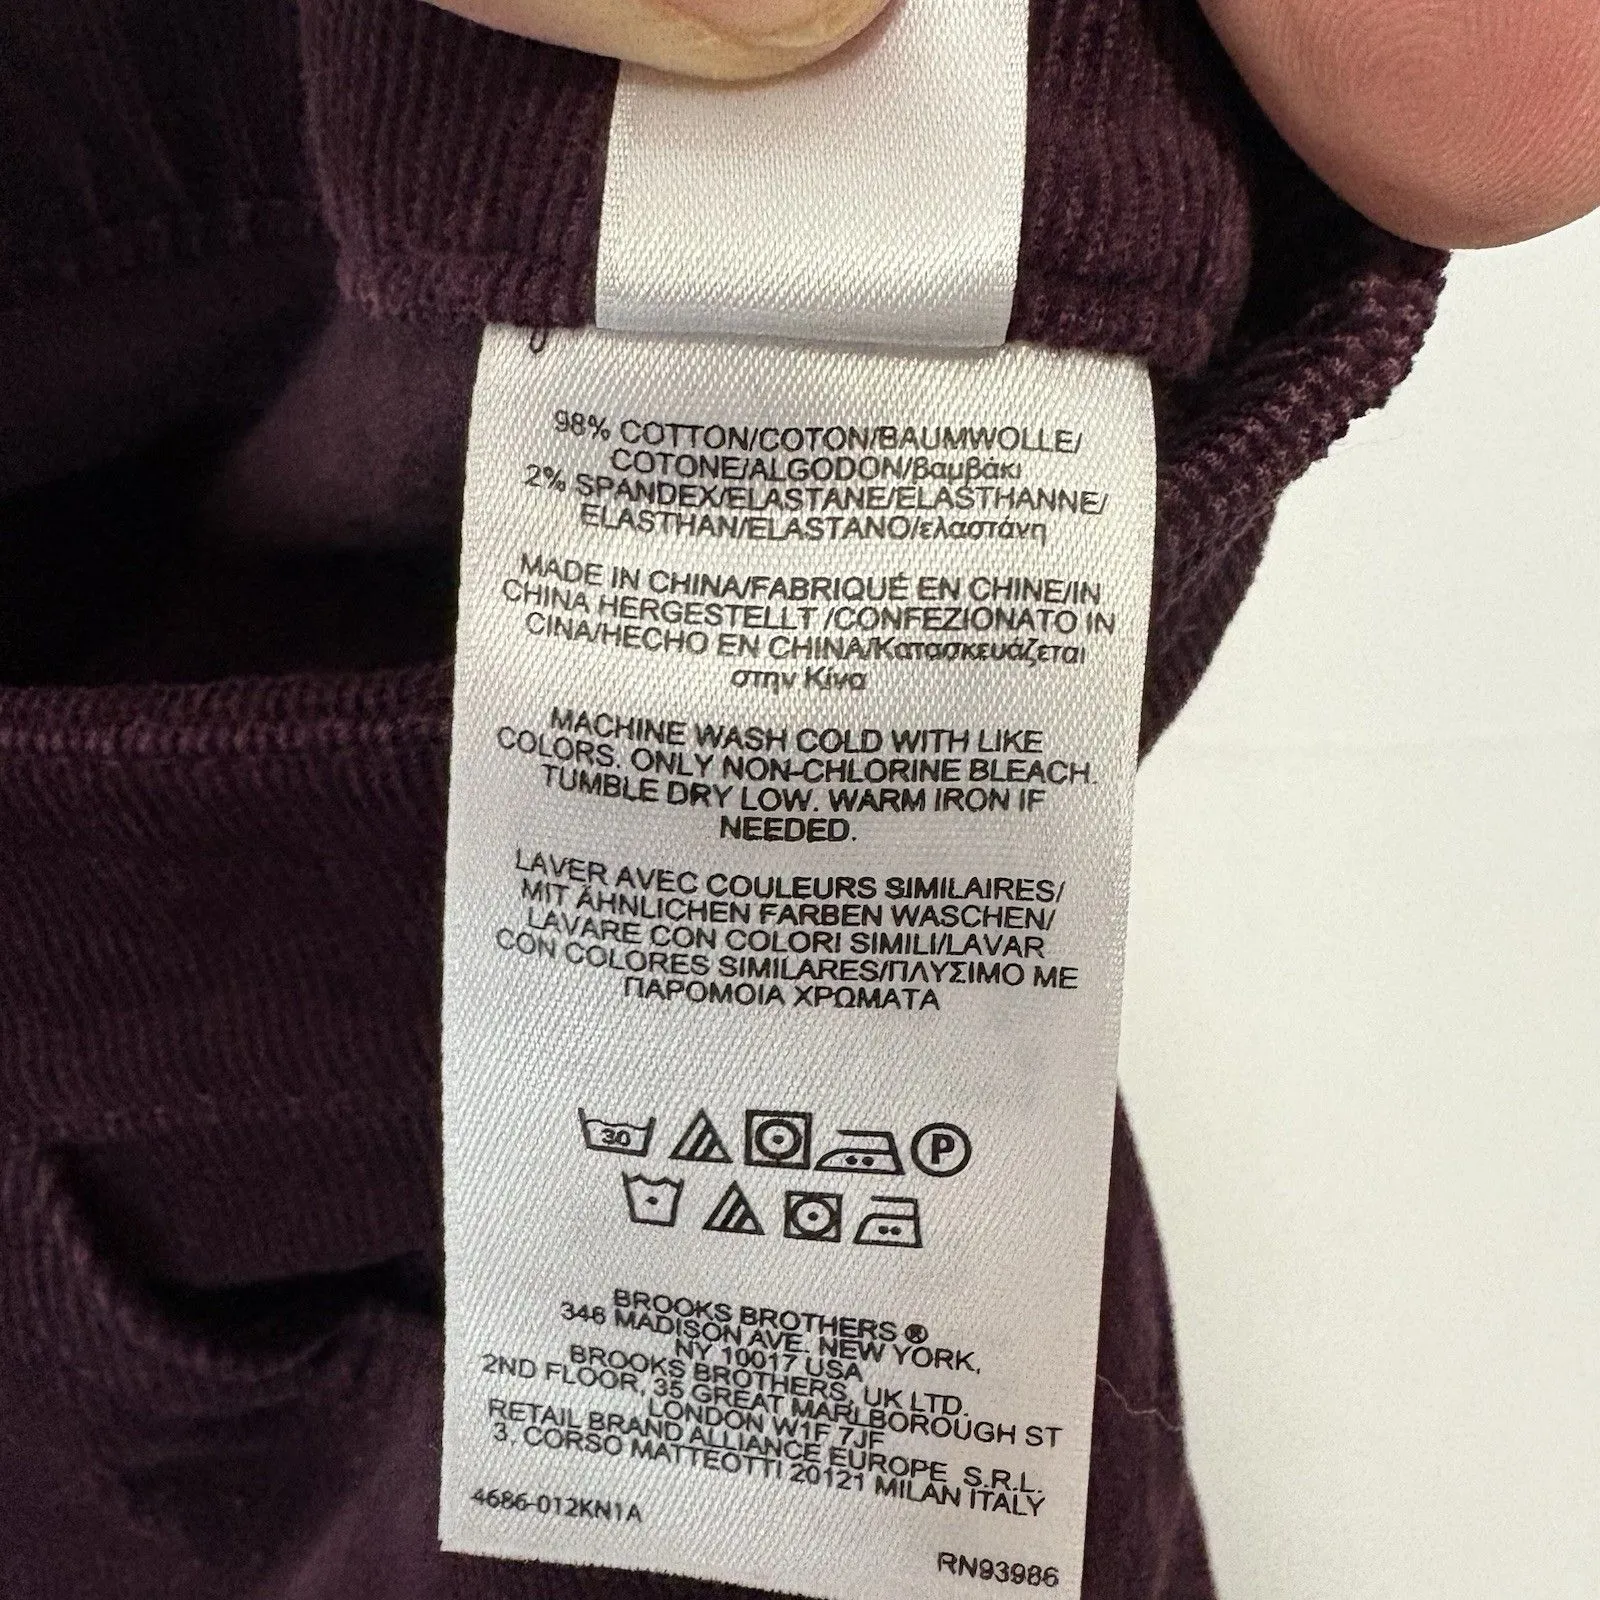 98% COTTON/COTON/BAUMWOLLE/
COTONE/ALGODON/βαμβάκι
2% SPANDEX/ELASTANE/ELASTHANNE/
ELASTHAN/ELASTANO/ελαστάνη
MADE IN CHINA/FABRIQUÉ EN CHINE/IN
CHINA HERGESTELLT /CONFEZIONATO IN
CINA/HECHO EN CHINA/Κατασκευάζεται
στην Κίνα
MACHINE WASH COLD WITH LIKE
COLORS. ONLY NON-CHLORINE BLEACH.
TUMBLE DRY LOW. WARM IRON IF
NEEDED.
LAVER AVEC COULEURS SIMILAIRES/
MIT ÄHNLICHEN FARBEN WASCHEN/
LAVARE CON COLORI SIMILI/LAVAR
CON COLORES SIMILARES/ΠΛΥΣΙΜΟ ΜΕ
ΠΑΡΟΜΟΙΑ ΧΡΩΜΑΤΑ
30 P
BROOKS BROTHERS ®
346 MADISON AVE. NEW YORK,
NY 10017 USA
BROOKS BROTHERS, UK LTD.
2ND FLOOR, 35 GREAT MARLBOROUGH ST
LONDON W1F 7JF
RETAIL BRAND ALLIANCE EUROPE S.R.L.
3, CORSO MATTEOTTI 20121 MILAN ITALY
4686-012KN1A
RN93986